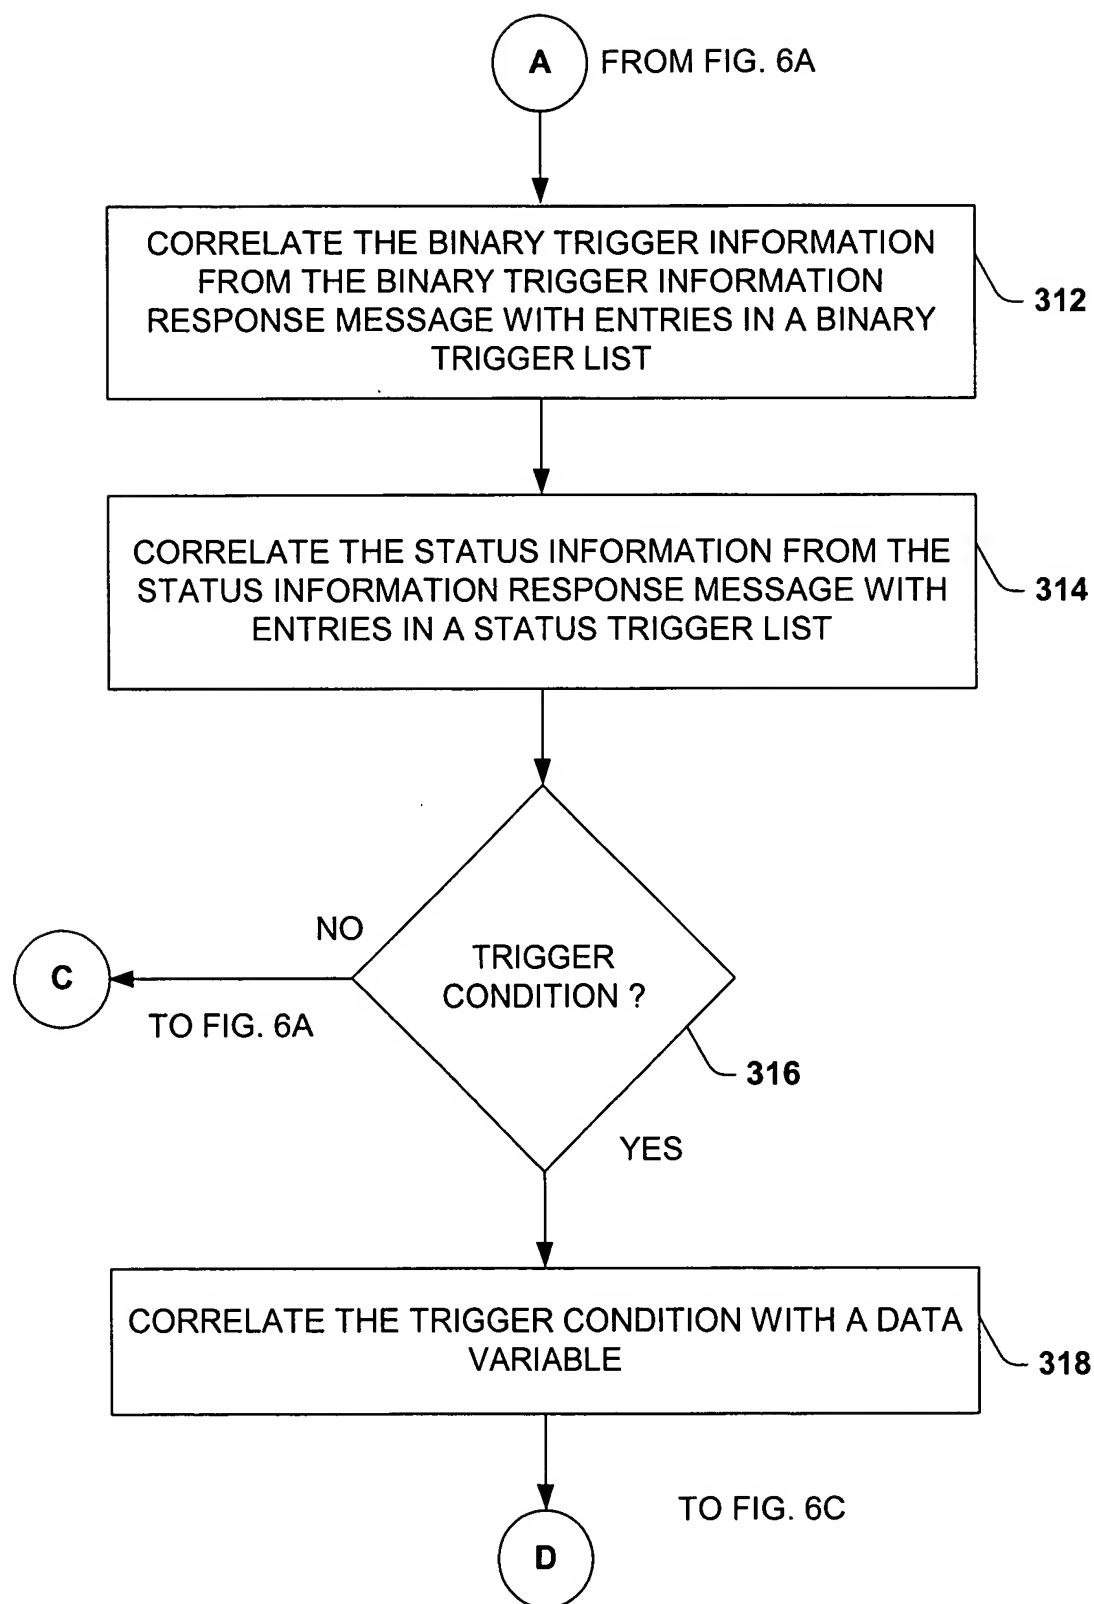 A FROM FIG. 6A
CORRELATE THE BINARY TRIGGER INFORMATION
FROM THE BINARY TRIGGER INFORMATION
RESPONSE MESSAGE WITH ENTRIES IN A BINARY
TRIGGER LIST
312
CORRELATE THE STATUS INFORMATION FROM THE
STATUS INFORMATION RESPONSE MESSAGE WITH
ENTRIES IN A STATUS TRIGGER LIST
314
NO
C
TO FIG. 6A
TRIGGER
CONDITION ?
316
YES
CORRELATE THE TRIGGER CONDITION WITH A DATA
VARIABLE
318
TO FIG. 6C
D